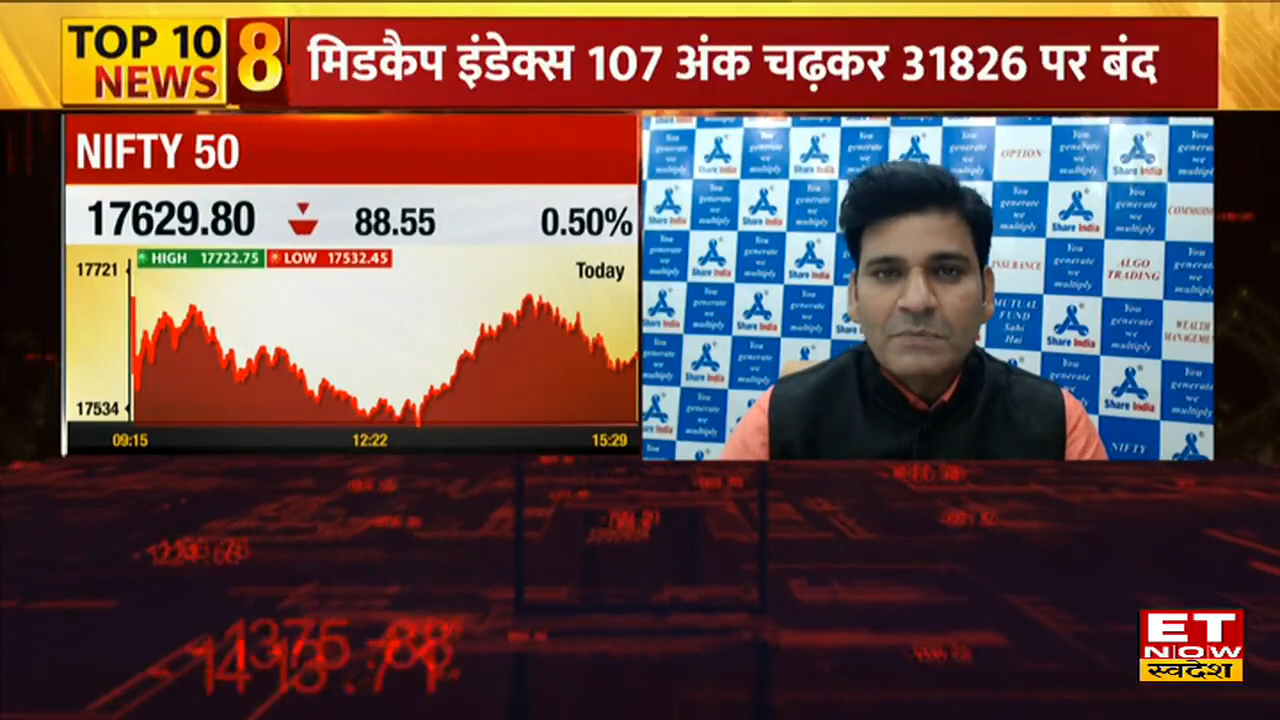 TOP 10
NEWS
8
मिडकैप इंडेक्स 107 अंक चढ़कर 31826 पर बंद
NIFTY 50
17629.80 88.55 0.50%
HIGH 17722.75 LOW 17532.45
Today
17721
17534
09:15 12:22 15:29
You generate we multiply
Share India
OPTION
INSURANCE
ALGO TRADING
MUTUAL FUND Sahi Hai
NIFTY
ET
NOW
स्वदेश